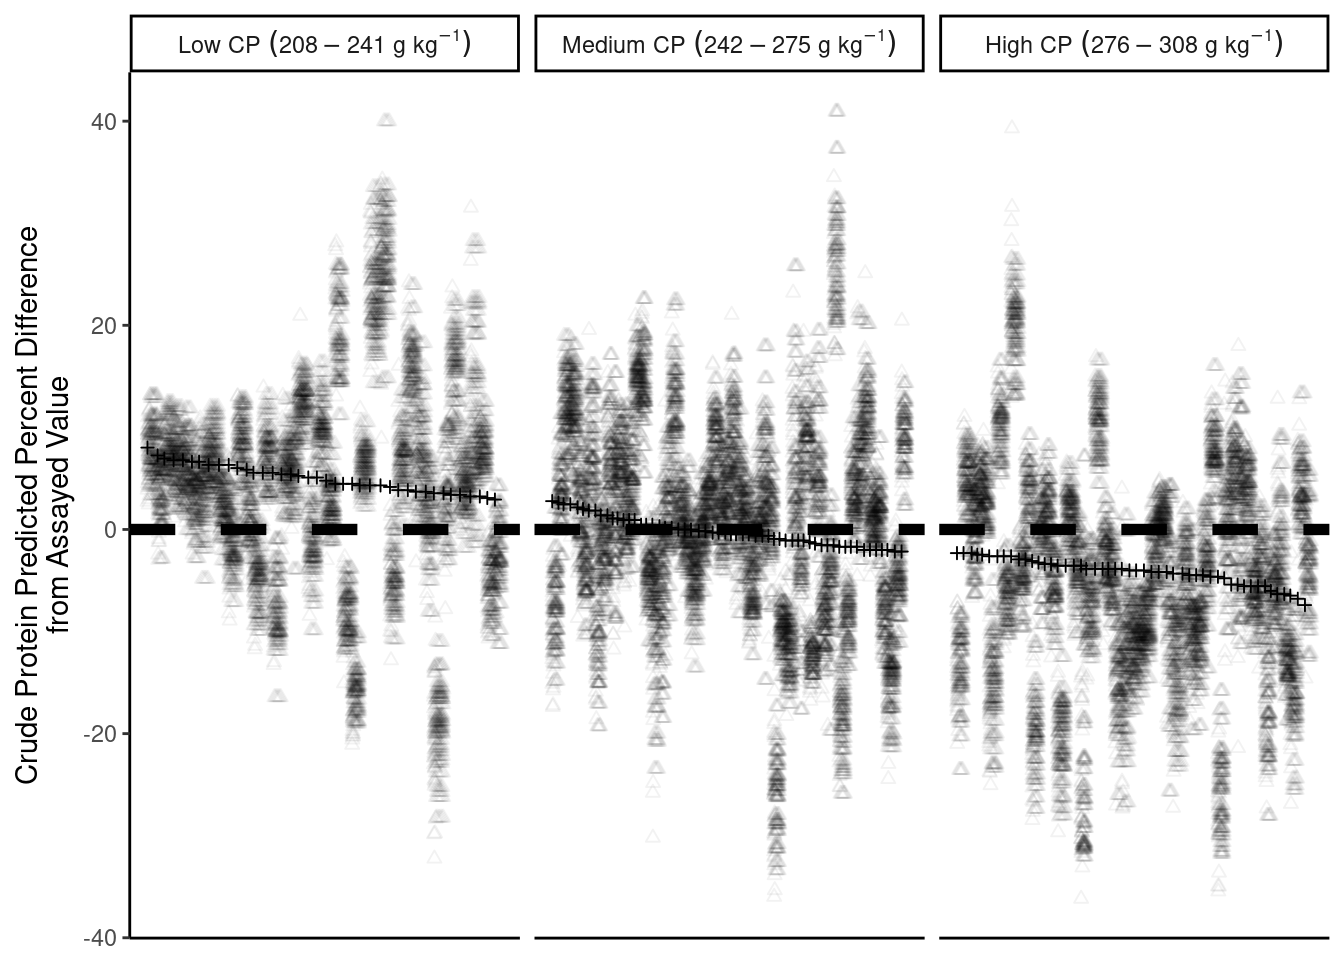 Low CP (208 – 241 g kg⁻¹)
Medium CP (242 – 275 g kg⁻¹)
High CP (276 – 308 g kg⁻¹)
Crude Protein Predicted Percent Difference
from Assayed Value
40
20
0
-20
-40